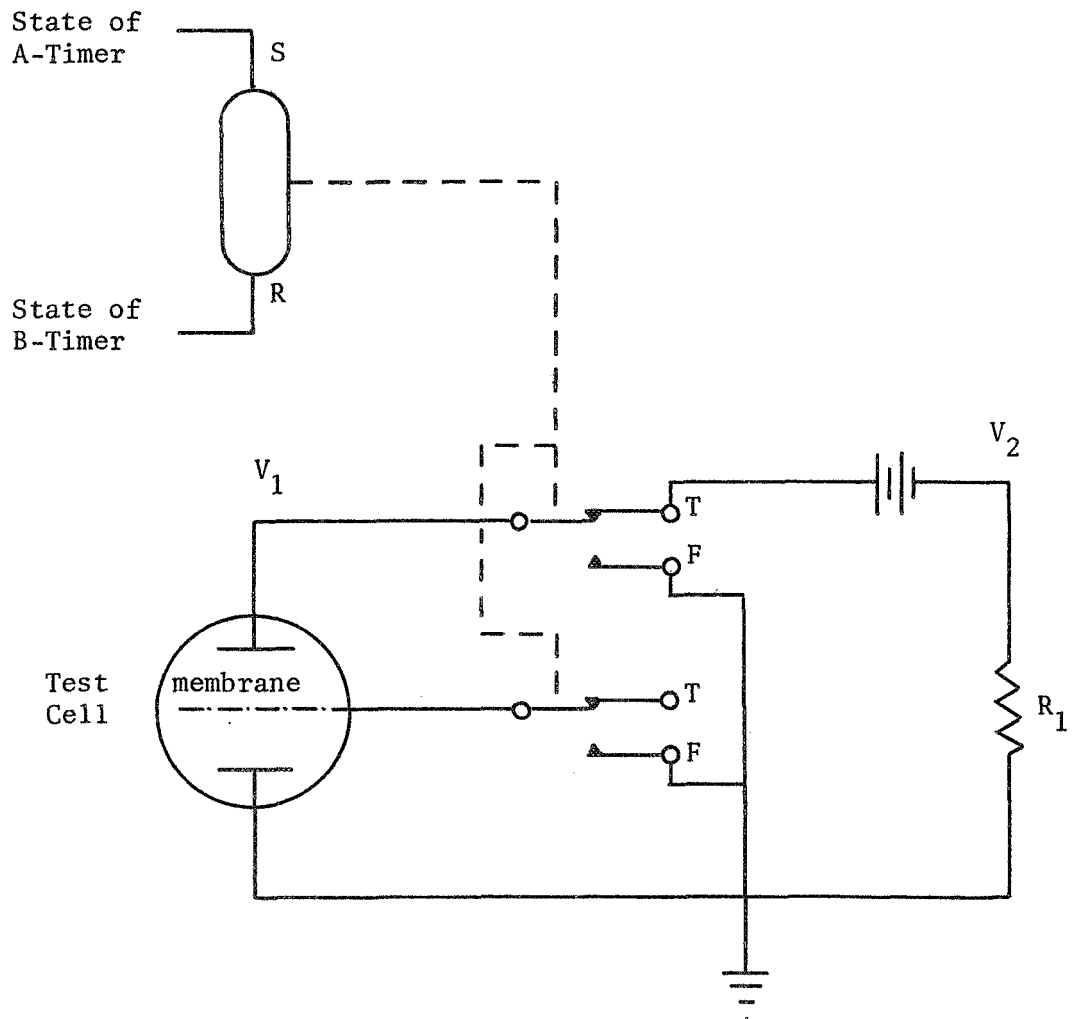 State of
A-Timer
S
R
State of
B-Timer
V2
V1
T
F
Test
Cell
membrane
T
F
R1